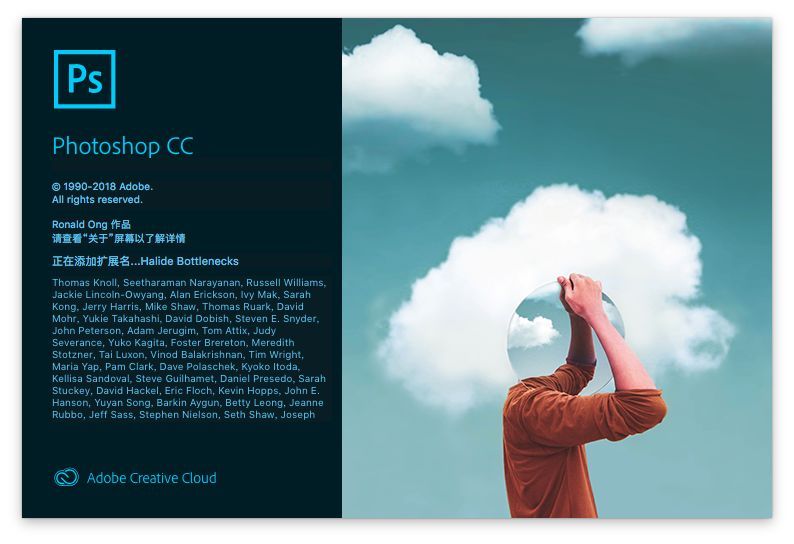 Ps
Photoshop CC
© 1990-2018 Adobe.
All rights reserved.
Ronald Ong 作品
请查看“关于”屏幕以了解详情
正在添加扩展名...Halide Bottlenecks
Thomas Knoll, Seetharaman Narayanan, Russell Williams,
Jackie Lincoln-Owyang, Alan Erickson, Ivy Mak, Sarah
Kong, Jerry Harris, Mike Shaw, Thomas Ruark, David
Mohr, Yukie Takahashi, David Dobish, Steven E. Snyder,
John Peterson, Adam Jerugim, Tom Attix, Judy
Severance, Yuko Kagita, Foster Brereton, Meredith
Stotzner, Tai Luxon, Vinod Balakrishnan, Tim Wright,
Maria Yap, Pam Clark, Dave Polaschek, Kyoko Itoda,
Kellisa Sandoval, Steve Guilhamet, Daniel Presedo, Sarah
Stuckey, David Hackel, Eric Floch, Kevin Hopps, John E.
Hanson, Yuyan Song, Barkin Aygun, Betty Leong, Jeanne
Rubbo, Jeff Sass, Stephen Nielson, Seth Shaw, Joseph
Adobe Creative Cloud